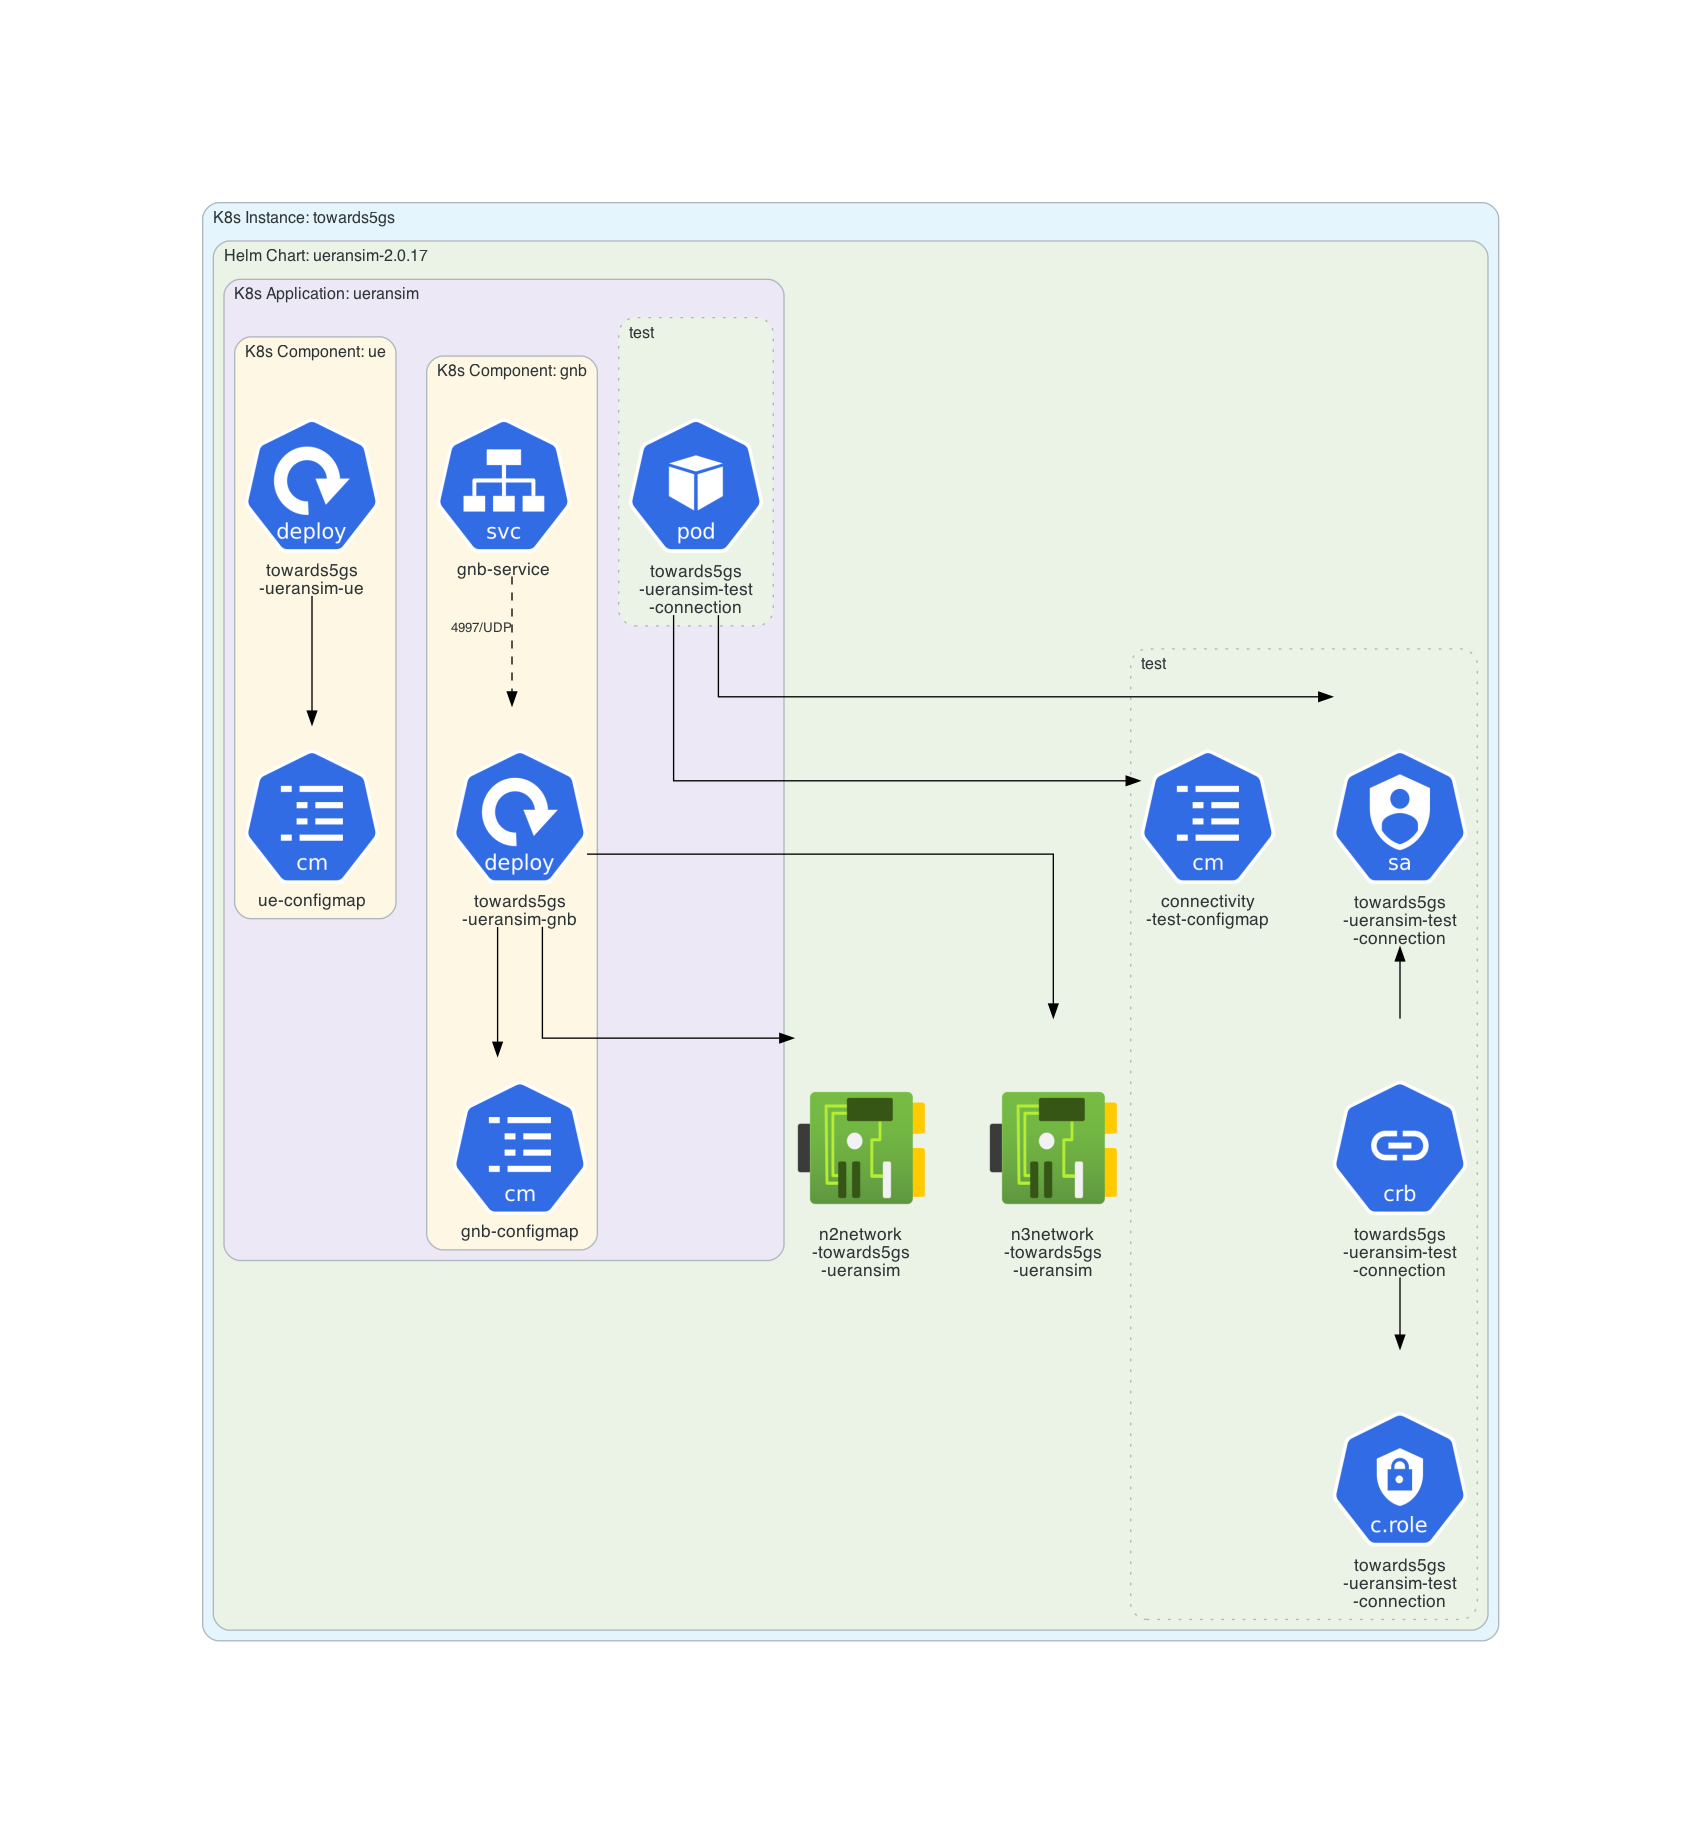 K8s Instance: towards5gs
Helm Chart: ueransim-2.0.17
K8s Application: ueransim
K8s Component: ue
deploy
towards5gs
-ueransim-ue
cm
ue-configmap
K8s Component: gnb
svc
gnb-service
4997/UDP
deploy
towards5gs
-ueransim-gnb
cm
gnb-configmap
test
pod
towards5gs
-ueransim-test
-connection
n2network
-towards5gs
-ueransim
n3network
-towards5gs
-ueransim
test
cm
connectivity
-test-configmap
sa
towards5gs
-ueransim-test
-connection
crb
towards5gs
-ueransim-test
-connection
c.role
towards5gs
-ueransim-test
-connection